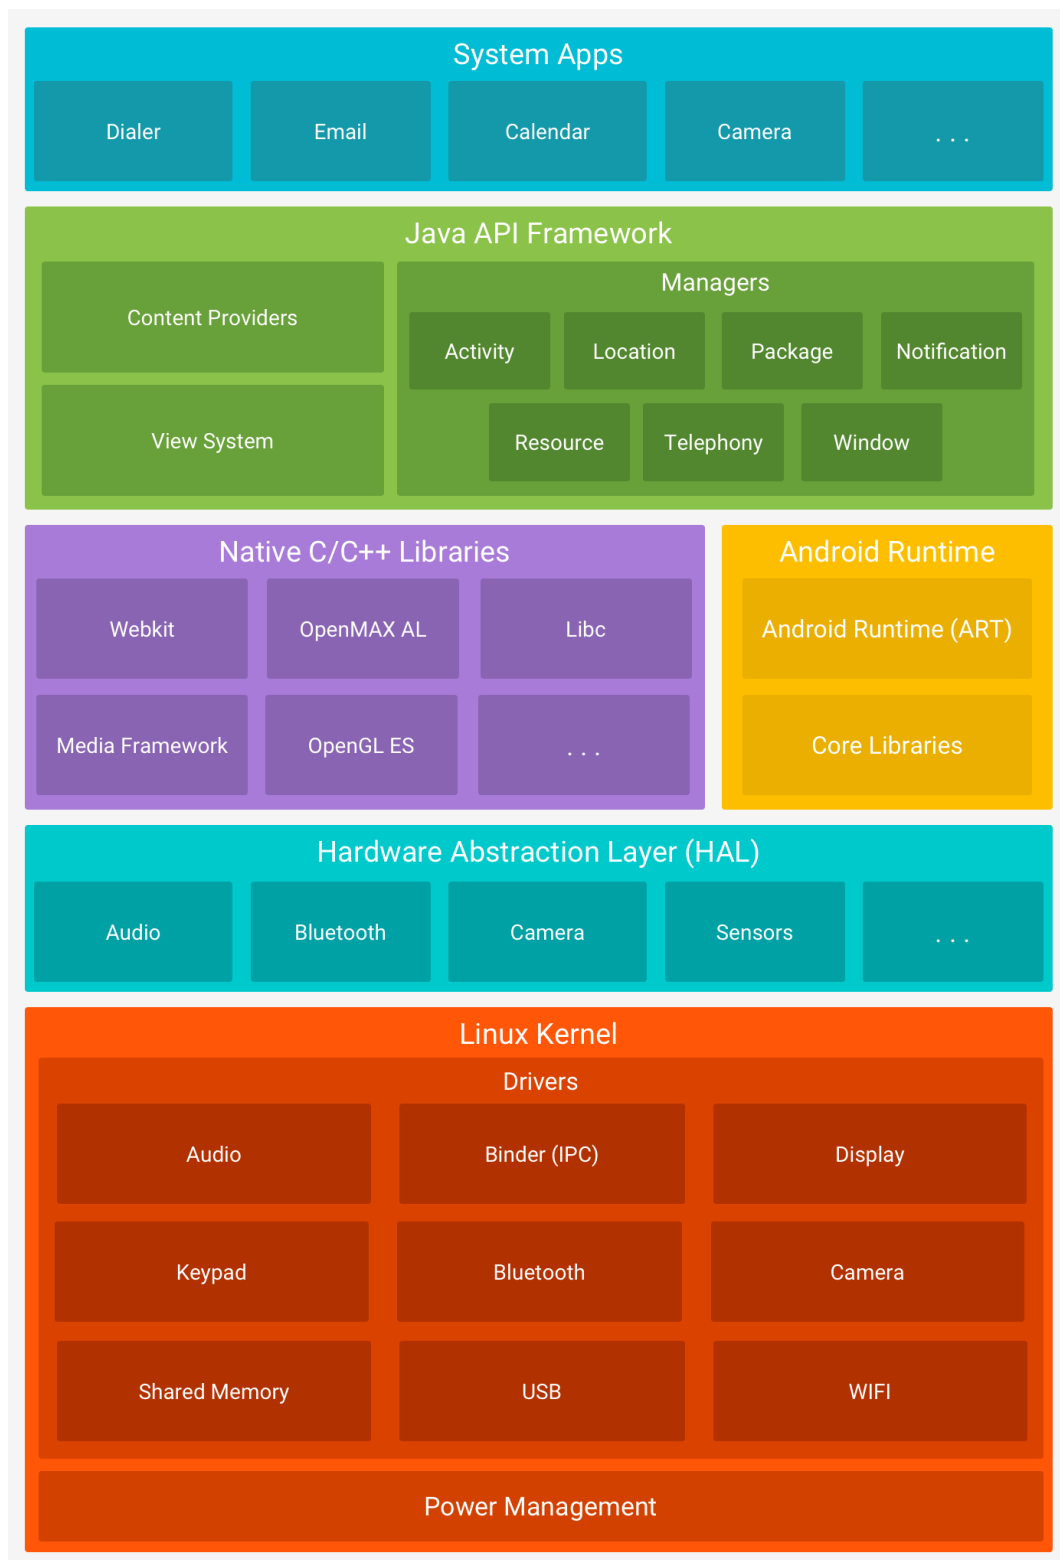 System Apps
Dialer
Email
Calendar
Camera
. . .
Java API Framework
Content Providers
View System
Managers
Activity
Location
Package
Notification
Resource
Telephony
Window
Native C/C++ Libraries
Webkit
OpenMAX AL
Libc
Media Framework
OpenGL ES
. . .
Android Runtime
Android Runtime (ART)
Core Libraries
Hardware Abstraction Layer (HAL)
Audio
Bluetooth
Camera
Sensors
. . .
Linux Kernel
Drivers
Audio
Binder (IPC)
Display
Keypad
Bluetooth
Camera
Shared Memory
USB
WIFI
Power Management